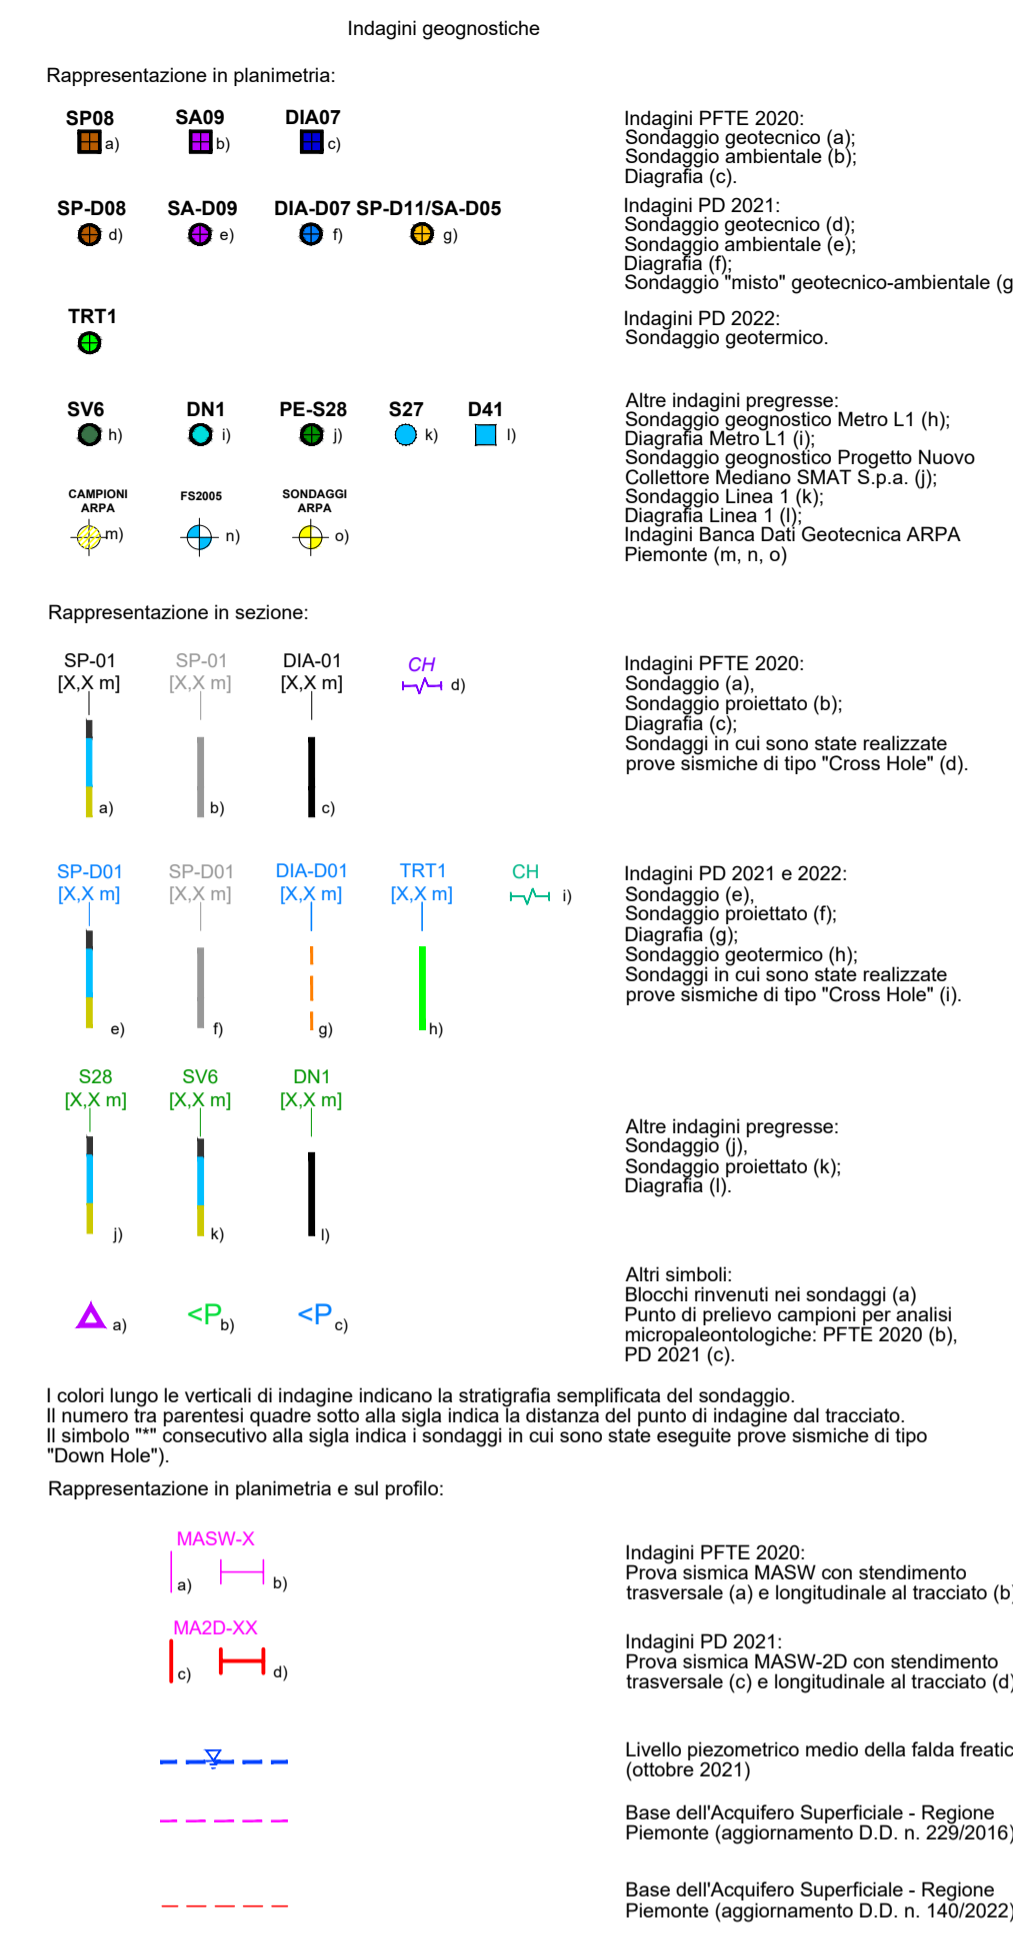 Indagini geognostiche
Rappresentazione in planimetria:
SP08 SA09 DIA07
a) b) c)
Indagini PFTE 2020:
Sondaggio geotecnico (a);
Sondaggio ambientale (b);
Diagrafia (c).
SP-D08 SA-D09 DIA-D07 SP-D11/SA-D05
d) e) f) g)
Indagini PD 2021:
Sondaggio geotecnico (d);
Sondaggio ambientale (e);
Diagrafia (f);
Sondaggio "misto" geotecnico-ambientale (g
TRT1
Indagini PD 2022:
Sondaggio geotermico.
SV6 DN1 PE-S28 S27 D41
h) i) j) k) l)
CAMPIONI ARPA FS2005 SONDAGGI ARPA
m) n) o)
Altre indagini pregresse:
Sondaggio geognostico Metro L1 (h);
Diagrafia Metro L1 (i);
Sondaggio geognostico Progetto Nuovo
Collettore Mediano SMAT S.p.a. (j);
Sondaggio Linea 1 (k);
Diagrafia Linea 1 (l);
Indagini Banca Dati Geotecnica ARPA
Piemonte (m, n, o)
Rappresentazione in sezione:
SP-01 SP-01 DIA-01 CH
[X,X m] [X,X m] [X,X m] d)
a) b) c)
Indagini PFTE 2020:
Sondaggio (a),
Sondaggio proiettato (b);
Diagrafia (c);
Sondaggi in cui sono state realizzate
prove sismiche di tipo "Cross Hole" (d).
SP-D01 SP-D01 DIA-D01 TRT1 CH
[X,X m] [X,X m] [X,X m] [X,X m] i)
e) f) g) h)
Indagini PD 2021 e 2022:
Sondaggio (e),
Sondaggio proiettato (f);
Diagrafia (g);
Sondaggio geotermico (h);
Sondaggi in cui sono state realizzate
prove sismiche di tipo "Cross Hole" (i).
S28 SV6 DN1
[X,X m] [X,X m] [X,X m]
j) k) l)
Altre indagini pregresse:
Sondaggio (j),
Sondaggio proiettato (k);
Diagrafia (l).
a) <P b) <P c)
Altri simboli:
Blocchi rinvenuti nei sondaggi (a)
Punto di prelievo campioni per analisi
micropaleontologiche: PFTE 2020 (b),
PD 2021 (c).
I colori lungo le verticali di indagine indicano la stratigrafia semplificata del sondaggio.
Il numero tra parentesi quadre sotto alla sigla indica la distanza del punto di indagine dal tracciato.
Il simbolo "*" consecutivo alla sigla indica i sondaggi in cui sono state eseguite prove sismiche di tipo
"Down Hole").
Rappresentazione in planimetria e sul profilo:
MASW-X
a) b)
Indagini PFTE 2020:
Prova sismica MASW con stendimento
trasversale (a) e longitudinale al tracciato (b)
MA2D-XX
c) d)
Indagini PD 2021:
Prova sismica MASW-2D con stendimento
trasversale (c) e longitudinale al tracciato (d)
Livello piezometrico medio della falda freatic
(ottobre 2021)
Base dell'Acquifero Superficiale - Regione
Piemonte (aggiornamento D.D. n. 229/2016)
Base dell'Acquifero Superficiale - Regione
Piemonte (aggiornamento D.D. n. 140/2022)